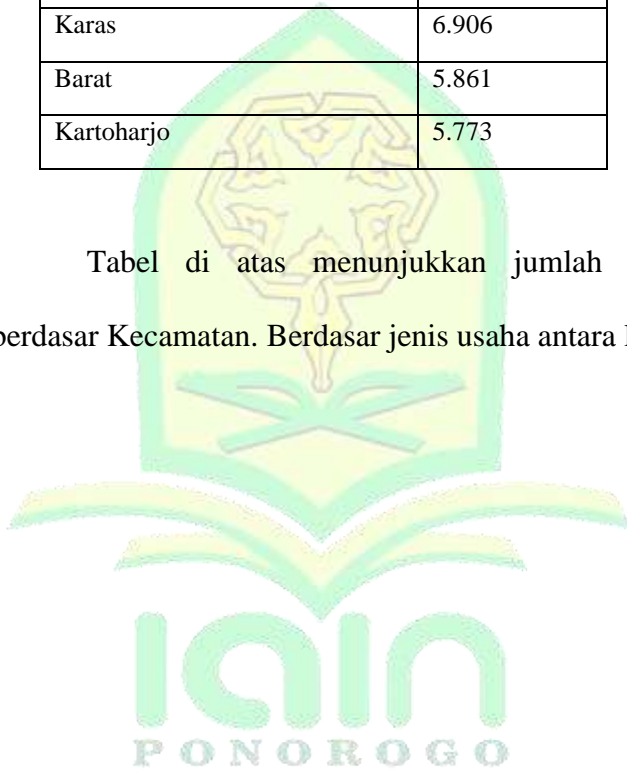 Karas 6.906
Barat 5.861
Kartoharjo 5.773
Tabel di atas menunjukkan jumlah
berdasar Kecamatan. Berdasar jenis usaha antara
iain
PONOROGO